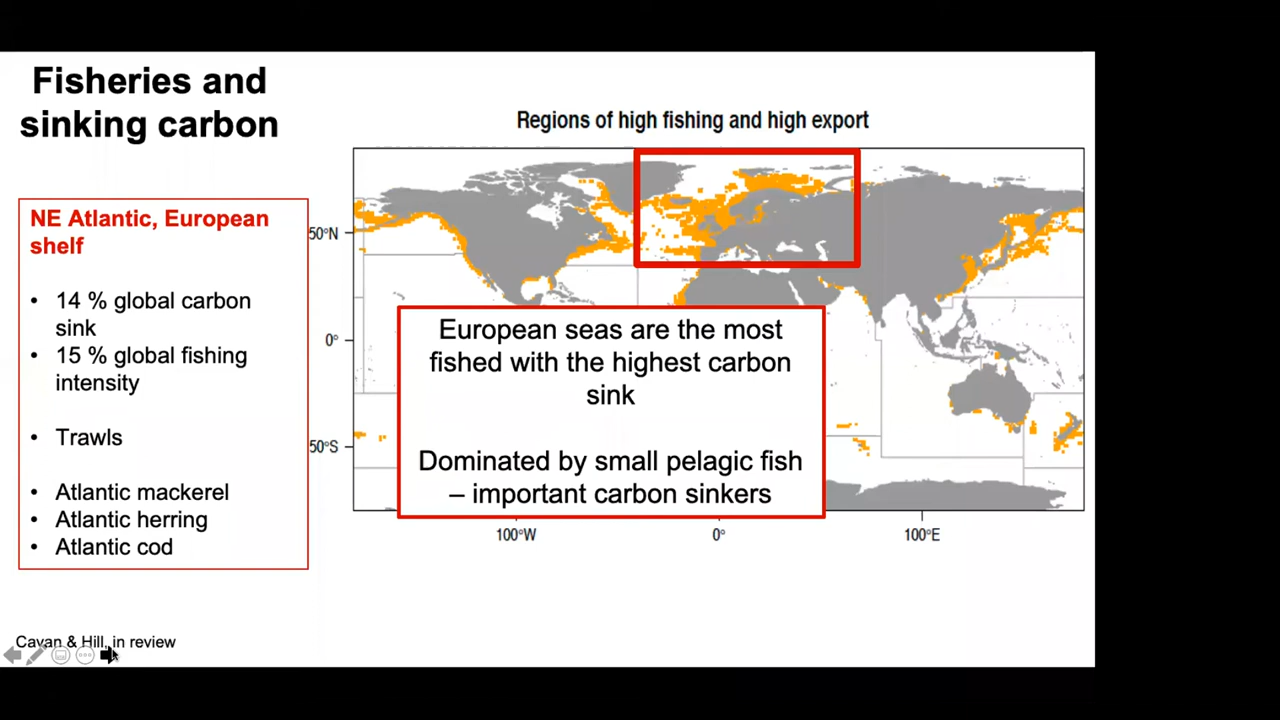 Fisheries and
sinking carbon
Regions of high fishing and high export
NE Atlantic, European
shelf
• 14 % global carbon
sink
• 15 % global fishing
intensity
• Trawls
• Atlantic mackerel
• Atlantic herring
• Atlantic cod
50°N
0°
50°S
European seas are the most
fished with the highest carbon
sink
Dominated by small pelagic fish
– important carbon sinkers
100°W
0°
100°E
Cavan & Hill, in review